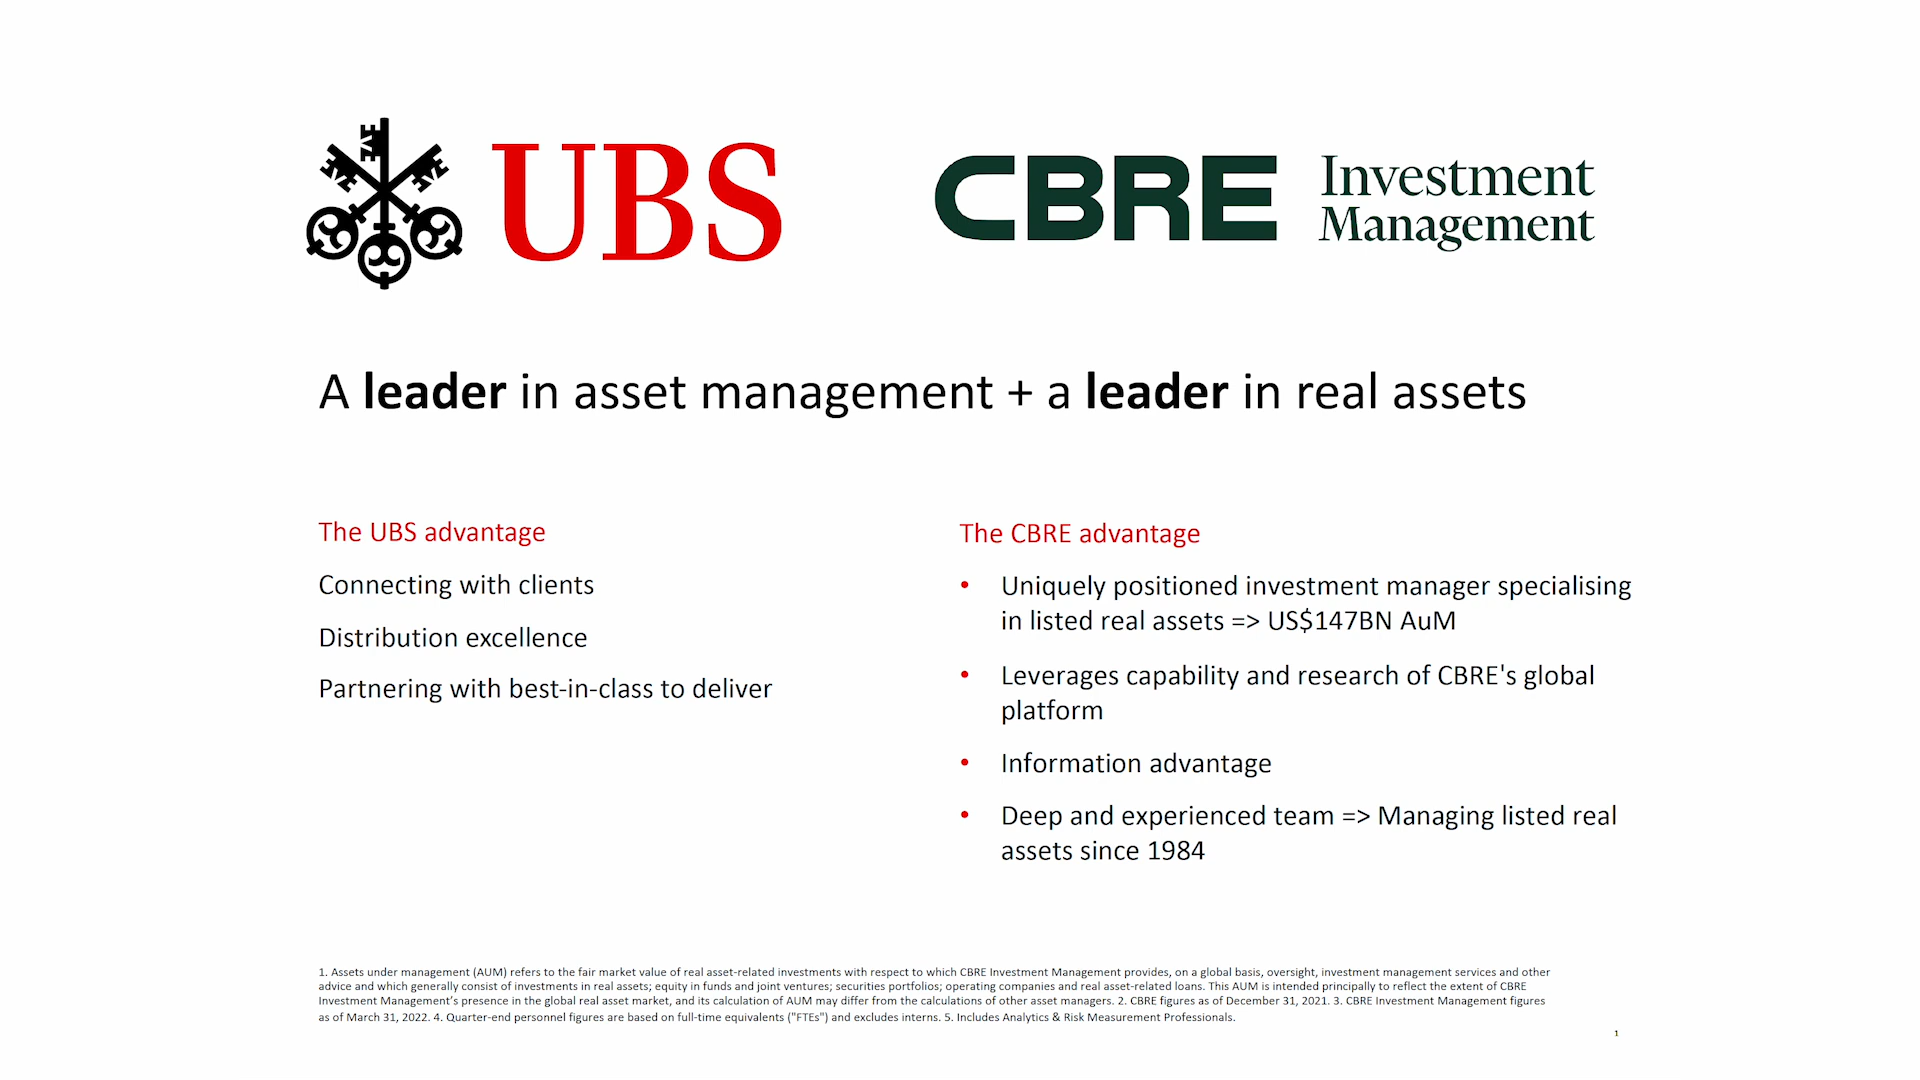 UBS
CBRE Investment
Management
A leader in asset management + a leader in real assets
The UBS advantage
Connecting with clients
Distribution excellence
Partnering with best-in-class to deliver
The CBRE advantage
• Uniquely positioned investment manager specialising
in listed real assets => US$147BN AuM
• Leverages capability and research of CBRE's global
platform
• Information advantage
• Deep and experienced team => Managing listed real
assets since 1984
1. Assets under management (AUM) refers to the fair market value of real asset-related investments with respect to which CBRE Investment Management provides, on a global basis, oversight, investment management services and other
advice and which generally consist of investments in real assets; equity in funds and joint ventures; securities portfolios; operating companies and real asset-related loans. This AUM is intended principally to reflect the extent of CBRE
Investment Management's presence in the global real asset market, and its calculation of AUM may differ from the calculations of other asset managers. 2. CBRE figures as of December 31, 2021. 3. CBRE Investment Management figures
as of March 31, 2022. 4. Quarter-end personnel figures are based on full-time equivalents ("FTEs") and excludes interns. 5. Includes Analytics & Risk Measurement Professionals.
1